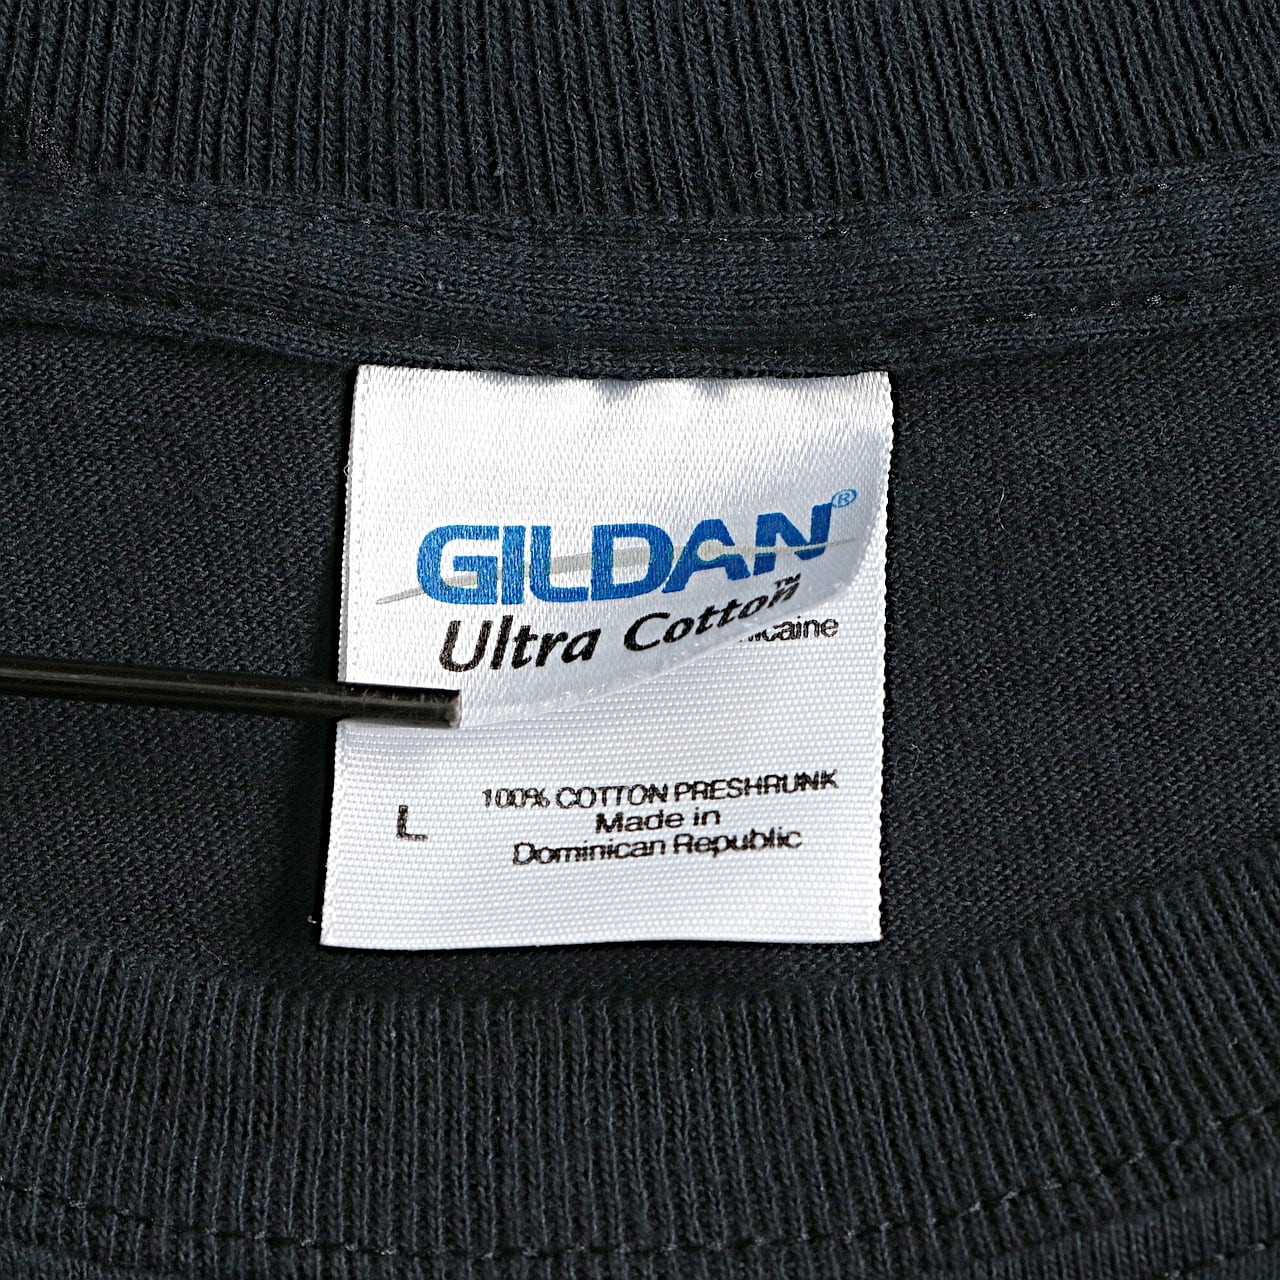 GILDAN®
Ultra Cotton™
L
100% COTTON PRESHRUNK
Made in
Dominican Republic